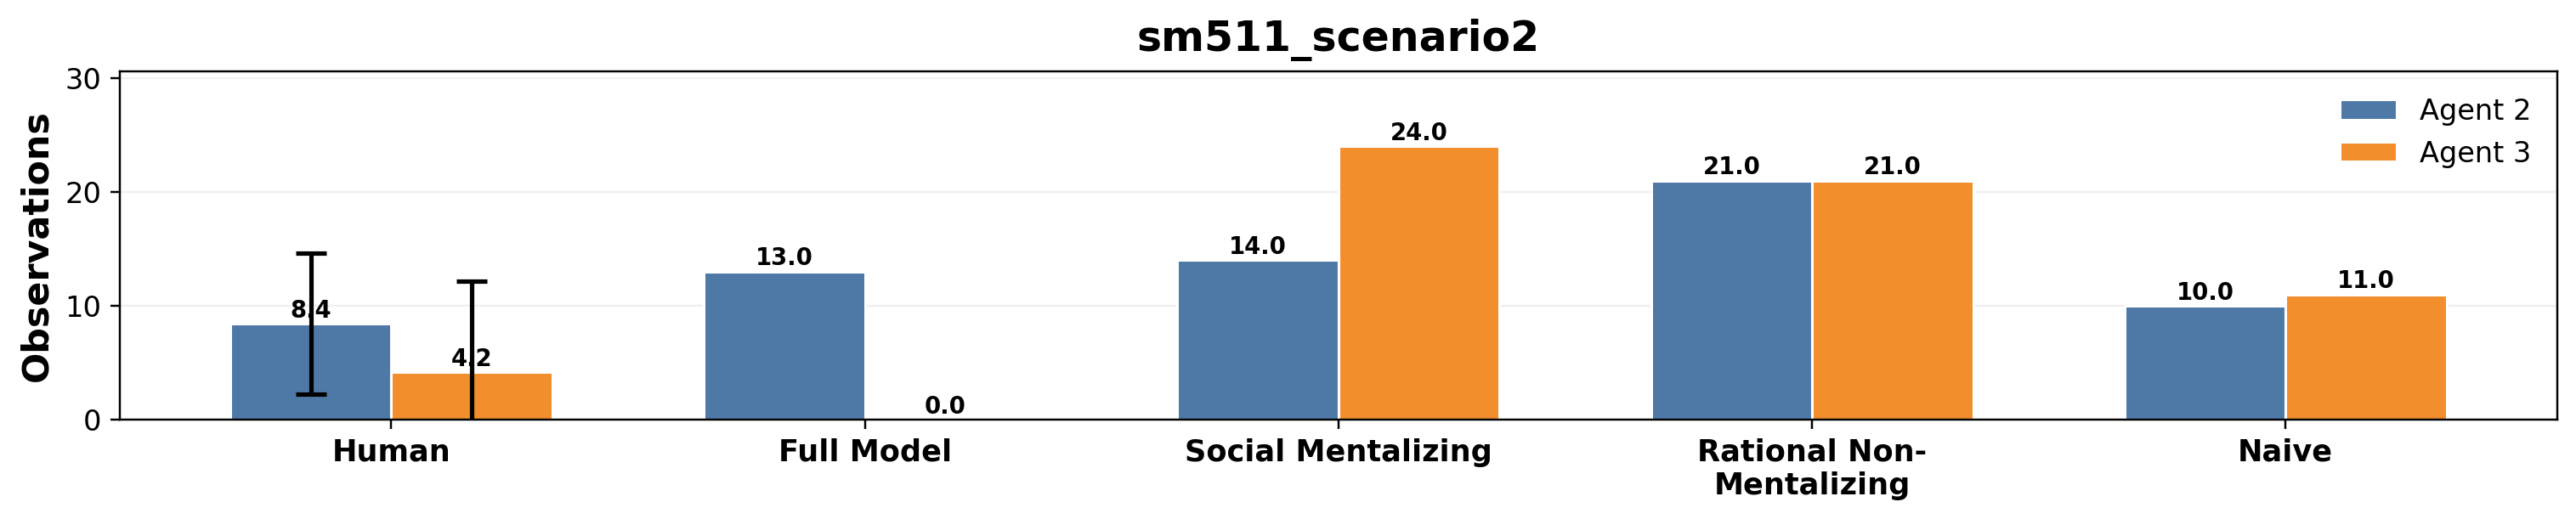 sm511_scenario2
Observations
30
20
10
0
Agent 2
Agent 3
8.4
4.2
13.0
0.0
14.0
24.0
21.0
21.0
10.0
11.0
Human
Full Model
Social Mentalizing
Rational Non-
Mentalizing
Naive